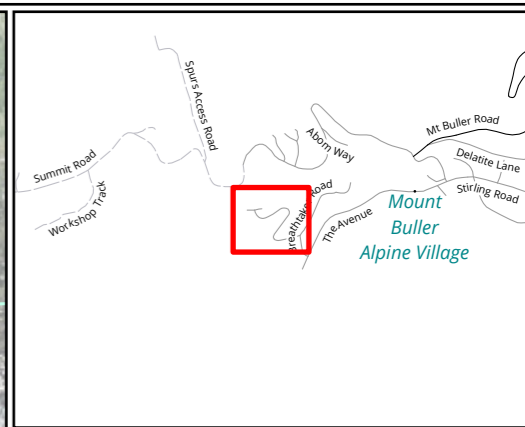 Spurs Access Road
Mt Buller Road
Aborn Way
Delatite Lane
Summit Road
Stirling Road
Workshop Track
Breathtaker Road
The Avenue
Mount
Buller
Alpine Village